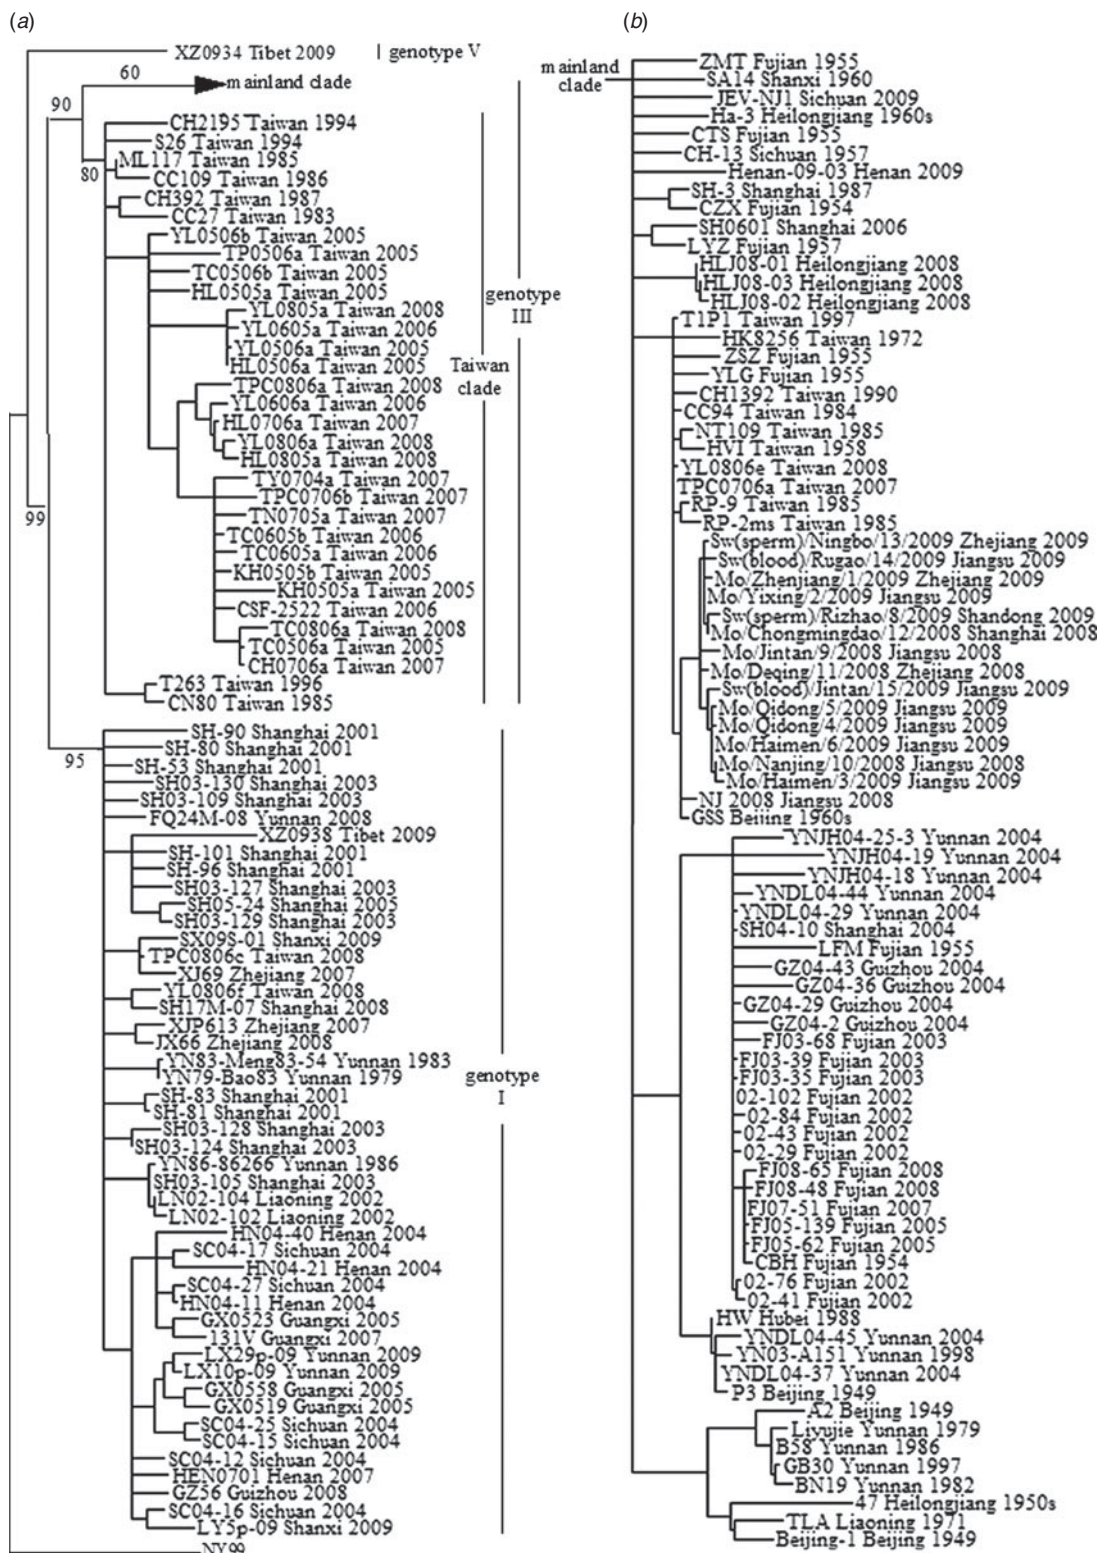 (a)
XZ0934 Tibet 2009
genotype V
60
mainland clade
90
CH2195 Taiwan 1994
S26 Taiwan 1994
ML117 Taiwan 1985
80
CC109 Taiwan 1986
CH392 Taiwan 1987
CC27 Taiwan 1983
YL0506b Taiwan 2005
TP0506a Taiwan 2005
TC0506b Taiwan 2005
HL0505a Taiwan 2005
YL0805a Taiwan 2008
YL0605a Taiwan 2006
YL0506a Taiwan 2005
HL0506a Taiwan 2005
TPC0806a Taiwan 2008
YL0606a Taiwan 2006
HL0706a Taiwan 2007
YL0806a Taiwan 2008
HL0805a Taiwan 2008
TY0704a Taiwan 2007
TPC0706b Taiwan 2007
TN0705a Taiwan 2007
TC0605b Taiwan 2006
TC0605a Taiwan 2006
KH0505b Taiwan 2005
KH0505a Taiwan 2005
CSF-2522 Taiwan 2006
TC0806a Taiwan 2008
TC0506a Taiwan 2005
CH0706a Taiwan 2007
T263 Taiwan 1996
CN80 Taiwan 1985
genotype
III
Taiwan
clade
99
95
SH-90 Shanghai 2001
SH-80 Shanghai 2001
SH-53 Shanghai 2001
SH03-130 Shanghai 2003
SH03-109 Shanghai 2003
FQ24M-08 Yunnan 2008
XZ0938 Tibet 2009
SH-101 Shanghai 2001
SH-96 Shanghai 2001
SH03-127 Shanghai 2003
SH05-24 Shanghai 2005
SH03-129 Shanghai 2003
SX09S-01 Shanxi 2009
TPC0806c Taiwan 2008
XJ69 Zhejiang 2007
YL0806f Taiwan 2008
SH17M-07 Shanghai 2008
XJP613 Zhejiang 2007
JX66 Zhejiang 2008
YN83-Meng83-54 Yunnan 1983
YN79-Bao83 Yunnan 1979
SH-83 Shanghai 2001
SH-81 Shanghai 2001
SH03-128 Shanghai 2003
SH03-124 Shanghai 2003
YN86-86266 Yunnan 1986
SH03-105 Shanghai 2003
LN02-104 Liaoning 2002
LN02-102 Liaoning 2002
HN04-40 Henan 2004
SC04-17 Sichuan 2004
HN04-21 Henan 2004
SC04-27 Sichuan 2004
HN04-11 Henan 2004
GX0523 Guangxi 2005
131V Guangxi 2007
LX29p-09 Yunnan 2009
LX10p-09 Yunnan 2009
GX0558 Guangxi 2005
GX0519 Guangxi 2005
SC04-25 Sichuan 2004
SC04-15 Sichuan 2004
SC04-12 Sichuan 2004
HEN0701 Henan 2007
GZ56 Guizhou 2008
SC04-16 Sichuan 2004
LY5p-09 Shanxi 2009
NY99
genotype
I
(b)
mainland
clade
ZMT Fujian 1955
SA14 Shanxi 1960
JEV-NJ1 Sichuan 2009
Ha-3 Heilongjiang 1960s
CTS Fujian 1955
CH-13 Sichuan 1957
Henan-09-03 Henan 2009
SH-3 Shanghai 1987
CZX Fujian 1954
SH0601 Shanghai 2006
LYZ Fujian 1957
HLJ08-01 Heilongjiang 2008
HLJ08-03 Heilongjiang 2008
HLJ08-02 Heilongjiang 2008
T1P1 Taiwan 1997
HK8256 Taiwan 1972
ZSZ Fujian 1955
YLG Fujian 1955
CH1392 Taiwan 1990
CC94 Taiwan 1984
NT109 Taiwan 1985
HVI Taiwan 1958
YL0806e Taiwan 2008
TPC0706a Taiwan 2007
RP-9 Taiwan 1985
RP-2ms Taiwan 1985
Sw(sperm)/Ningbo/13/2009 Zhejiang 2009
Sw(blood)/Rugao/14/2009 Jiangsu 2009
Mo/Zhenjiang/1/2009 Zhejiang 2009
Mo/Yixing/2/2009 Jiangsu 2009
Sw(sperm)/Rizhao/8/2009 Shandong 2009
Mo/Chongmingdao/12/2008 Shanghai 2008
Mo/Jintan/9/2008 Jiangsu 2008
Mo/Deqing/11/2008 Zhejiang 2008
Sw(blood)/Jintan/15/2009 Jiangsu 2009
Mo/Qidong/5/2009 Jiangsu 2009
Mo/Qidong/4/2009 Jiangsu 2009
Mo/Haimen/6/2009 Jiangsu 2009
Mo/Nanjing/10/2008 Jiangsu 2008
Mo/Haimen/3/2009 Jiangsu 2009
NJ 2008 Jiangsu 2008
GSS Beijing 1960s
YNJH04-25-3 Yunnan 2004
YNJH04-19 Yunnan 2004
YNJH04-18 Yunnan 2004
YNDL04-44 Yunnan 2004
YNDL04-29 Yunnan 2004
SH04-10 Shanghai 2004
LFM Fujian 1955
GZ04-43 Guizhou 2004
GZ04-36 Guizhou 2004
GZ04-29 Guizhou 2004
GZ04-2 Guizhou 2004
FJ03-68 Fujian 2003
FJ03-39 Fujian 2003
FJ03-35 Fujian 2003
02-102 Fujian 2002
02-84 Fujian 2002
02-43 Fujian 2002
02-29 Fujian 2002
FJ08-65 Fujian 2008
FJ08-48 Fujian 2008
FJ07-51 Fujian 2007
FJ05-139 Fujian 2005
FJ05-62 Fujian 2005
CBH Fujian 1954
02-76 Fujian 2002
02-41 Fujian 2002
HW Hubei 1988
YNDL04-45 Yunnan 2004
YN03-A151 Yunnan 1998
YNDL04-37 Yunnan 2004
P3 Beijing 1949
A2 Beijing 1949
Liyujie Yunnan 1979
B58 Yunnan 1986
GB30 Yunnan 1997
BN19 Yunnan 1982
47 Heilongjiang 1950s
TLA Liaoning 1971
Beijing-1 Beijing 1949